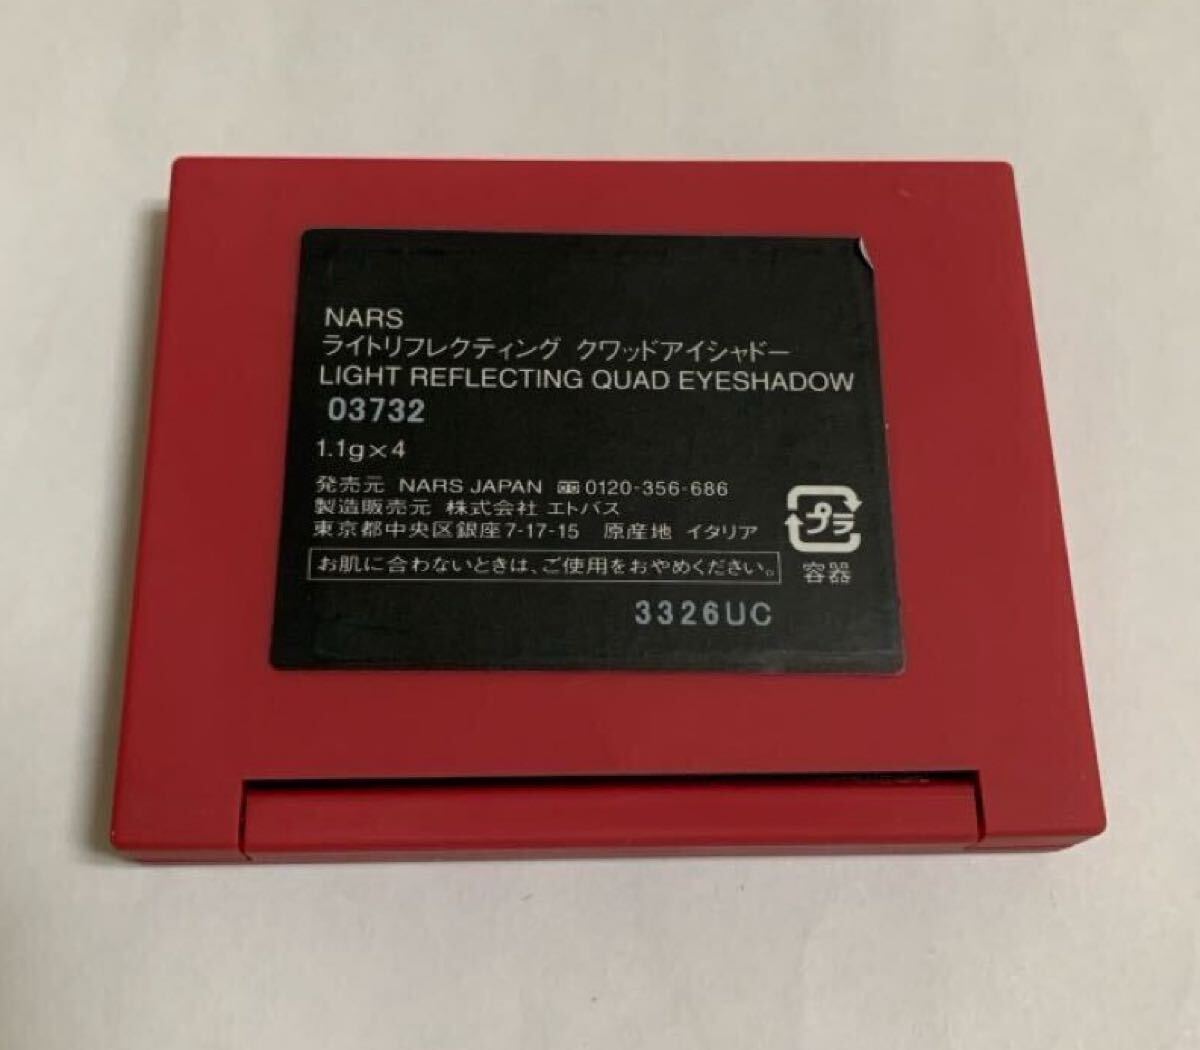 NARS
ライトリフレクティング クワッドアイシャドー
LIGHT REFLECTING QUAD EYESHADOW
03732
1.1g×4
発売元 NARS JAPAN 0120-356-686
製造販売元 株式会社 エトバス
東京都中央区銀座7-17-15 原産地 イタリア
お肌に合わないときは、ご使用をおやめください。
プラ
容器
3326UC